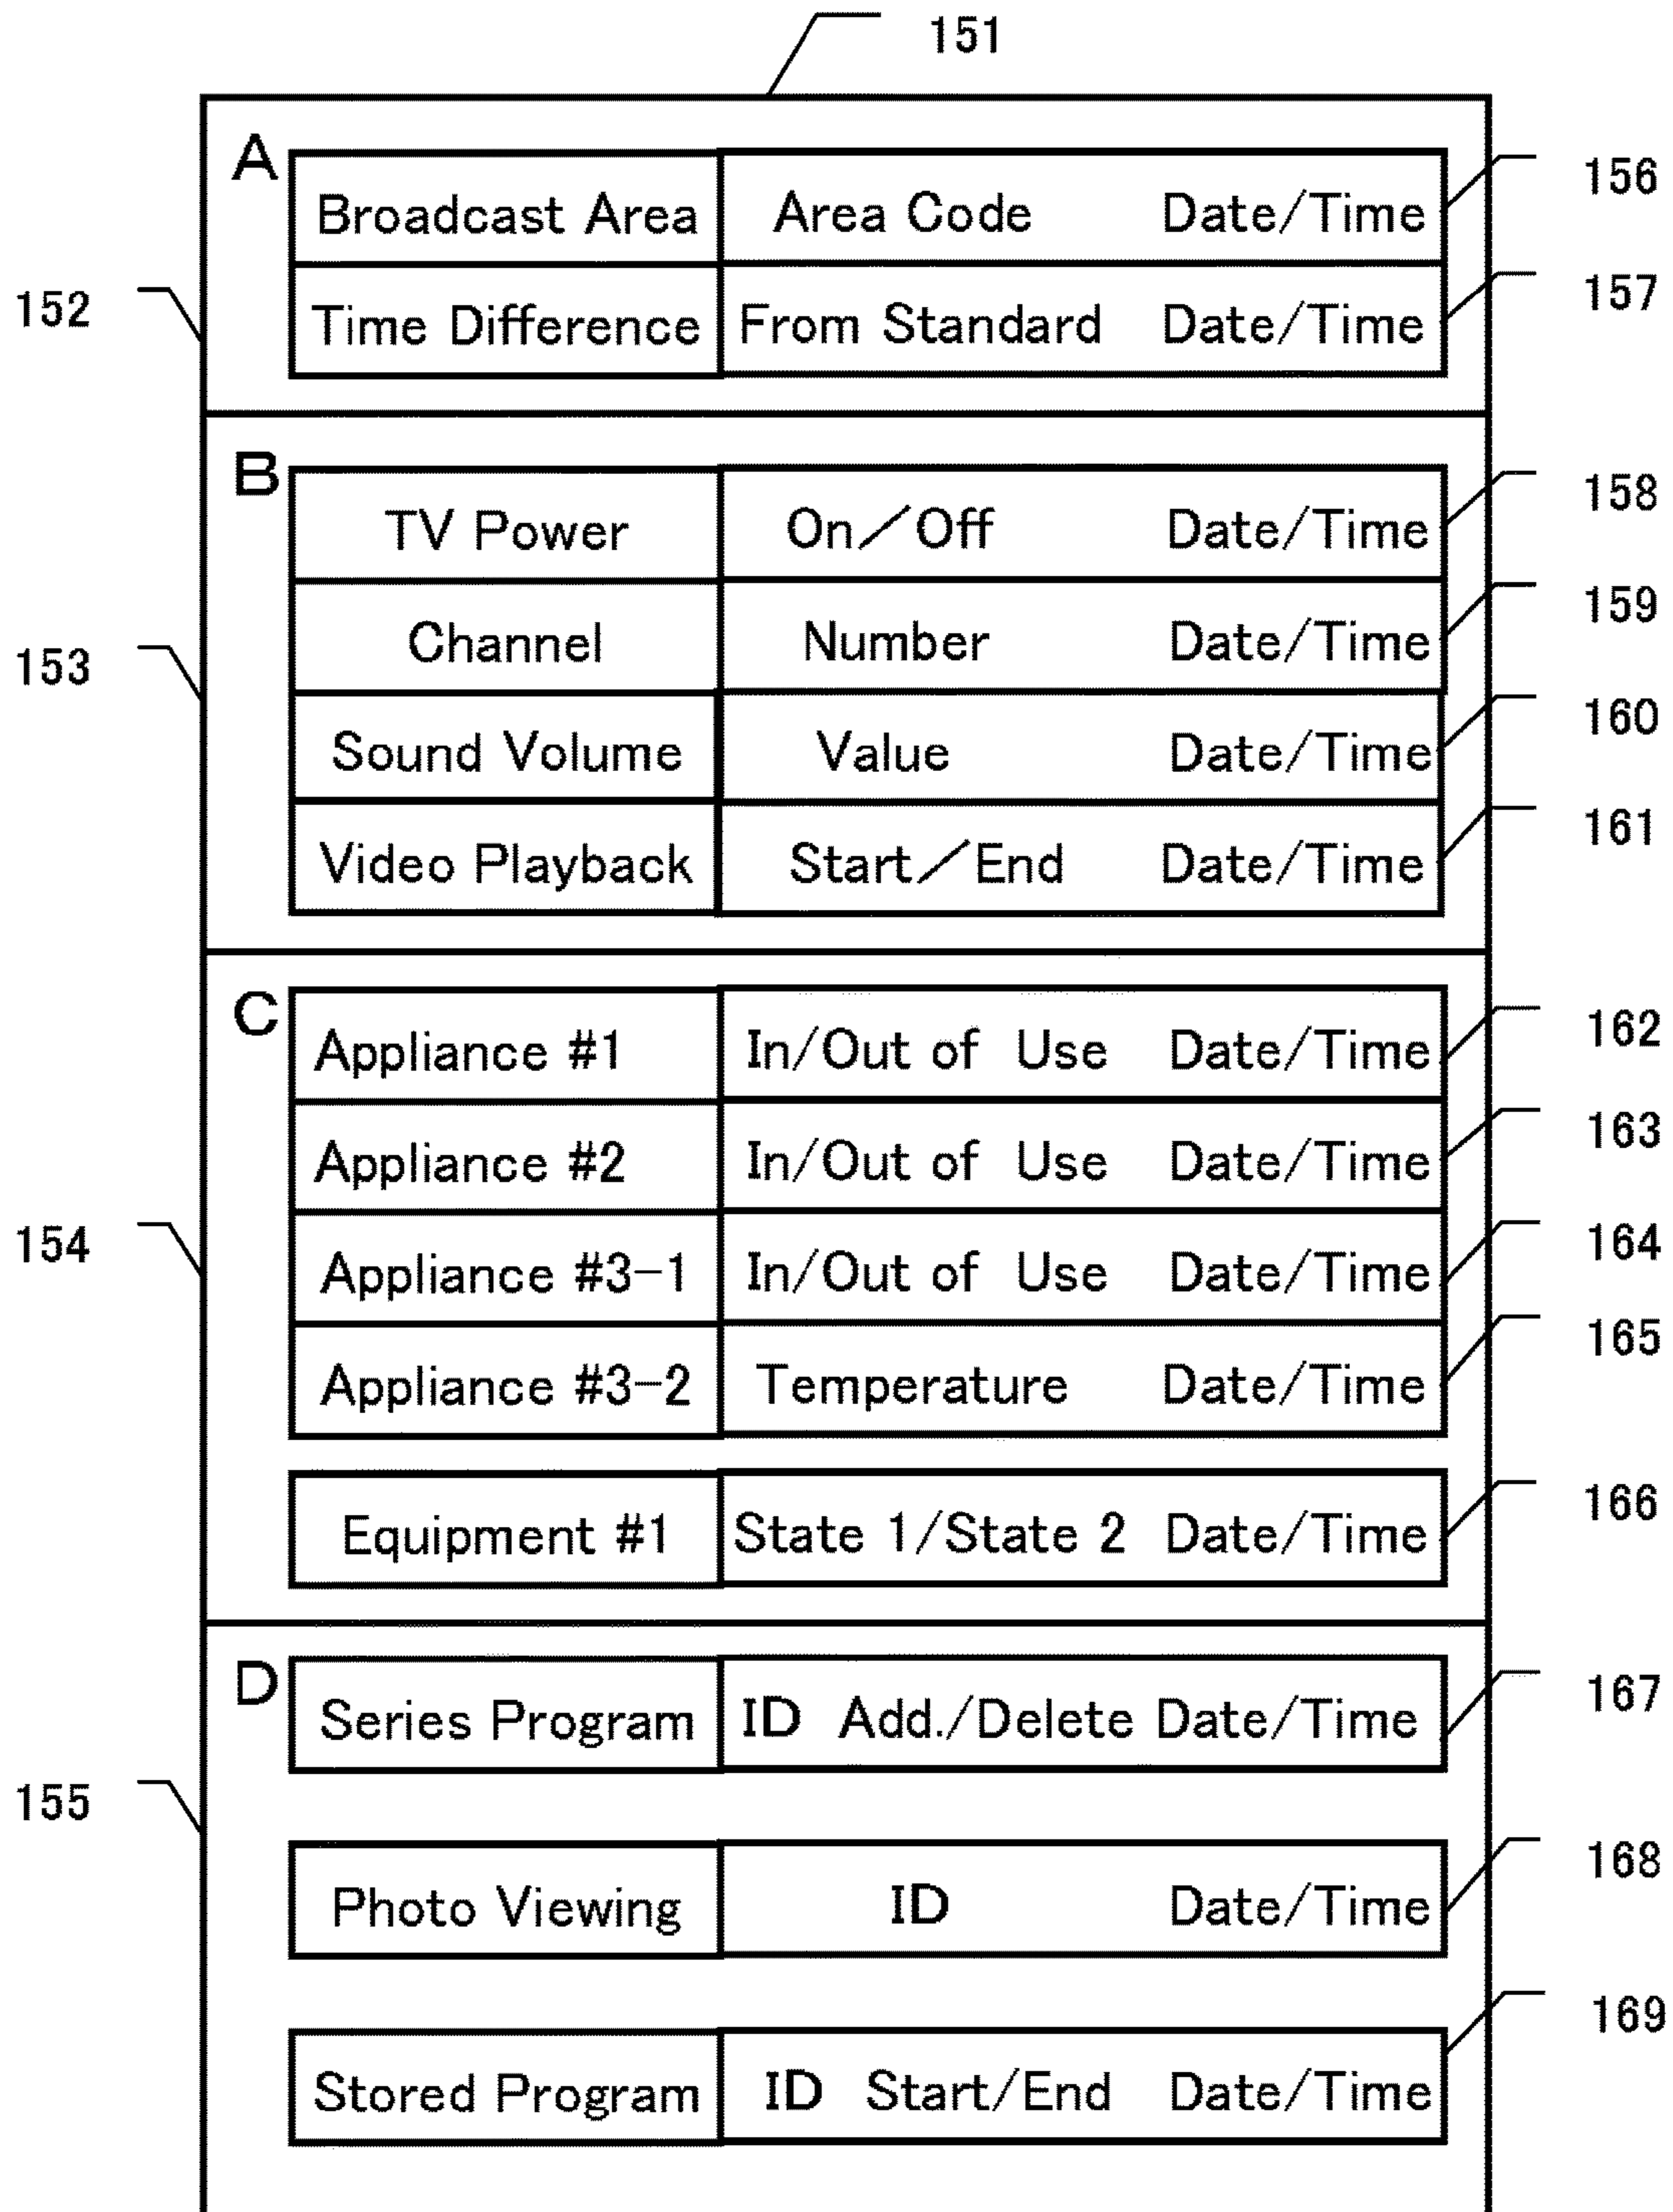 151
A
Broadcast Area Area Code Date/Time 156
152 Time Difference From Standard Date/Time 157
B
TV Power On／Off Date/Time 158
Channel Number Date/Time 159
153 Sound Volume Value Date/Time 160
Video Playback Start／End Date/Time 161
C
Appliance #1 In/Out of Use Date/Time 162
Appliance #2 In/Out of Use Date/Time 163
154 Appliance #3-1 In/Out of Use Date/Time 164
Appliance #3-2 Temperature Date/Time 165
Equipment #1 State 1/State 2 Date/Time 166
D
Series Program ID Add./Delete Date/Time 167
155
Photo Viewing ID Date/Time 168
Stored Program ID Start/End Date/Time 169